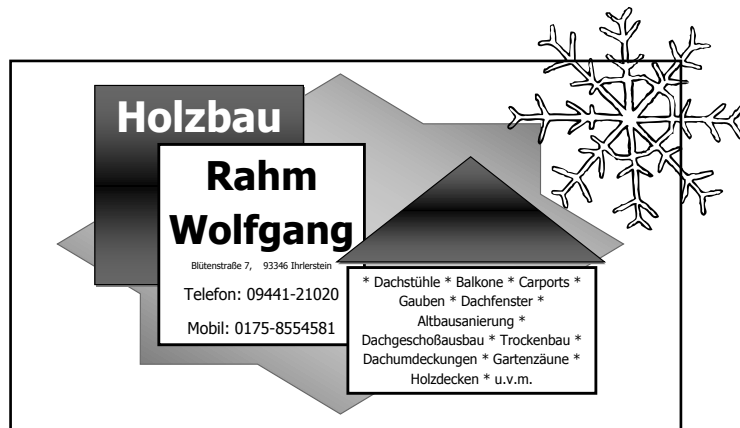 Holzbau
Rahm
Wolfgang
Blütenstraße 7, 93346 Ihrlerstein
Telefon: 09441-21020
Mobil: 0175-8554581
* Dachstühle * Balkone * Carports *
Gauben * Dachfenster *
Altbausanierung *
Dachgeschoßausbau * Trockenbau *
Dachumdeckungen * Gartenzäune *
Holzdecken * u.v.m.